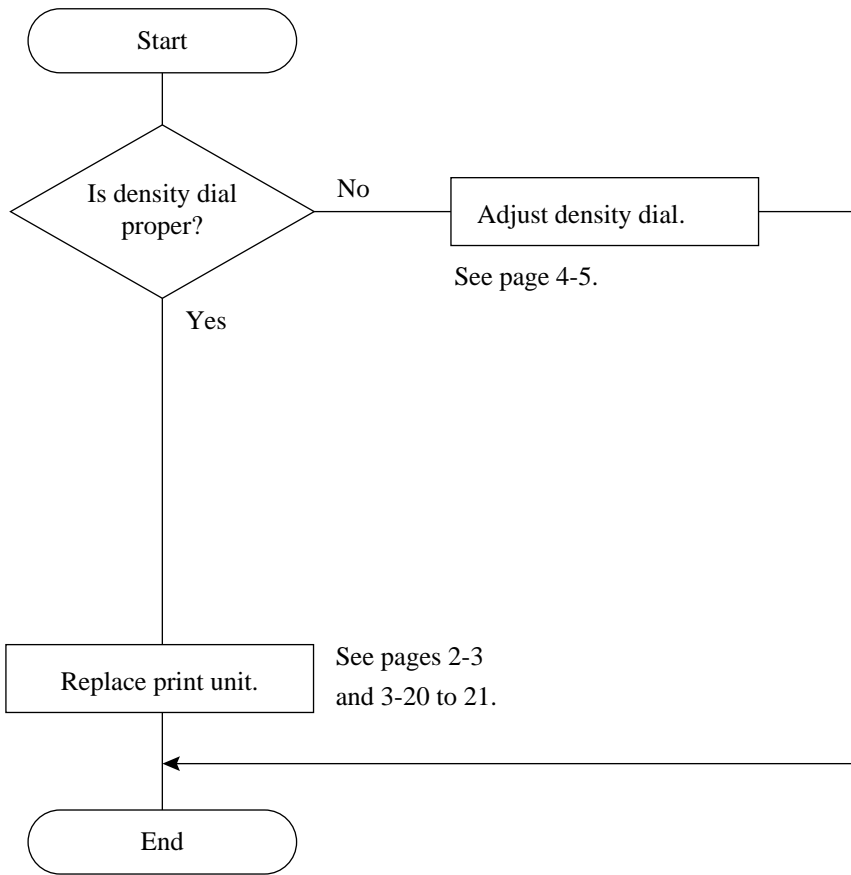 Start
Is density dial
proper?
No
Adjust density dial.
See page 4-5.
Yes
Replace print unit.
See pages 2-3
and 3-20 to 21.
End